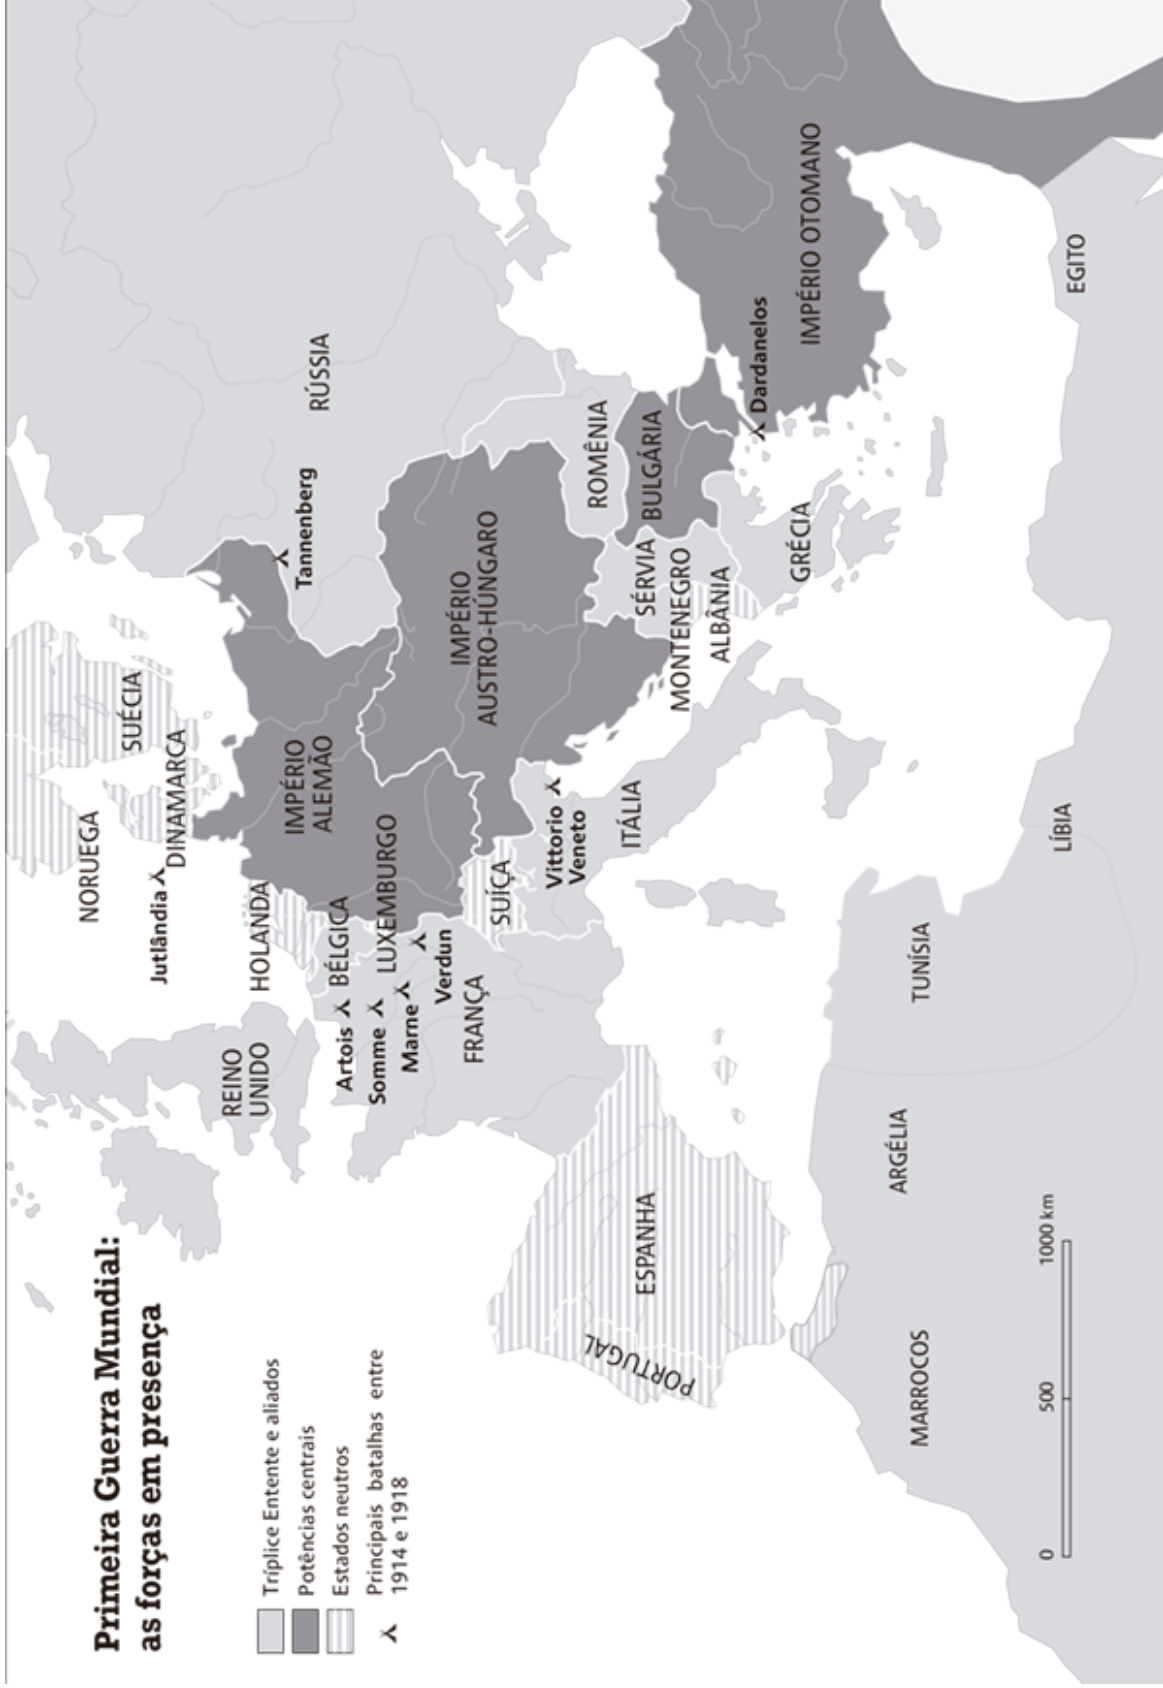 Primeira Guerra Mundial:
as forças em presença
Tríplice Entente e aliados
Potências centrais
Estados neutros
Principais batalhas entre
1914 e 1918
NORUEGA
SUÉCIA
Jutlândia
DINAMARCA
REINO
UNIDO
HOLANDA
IMPÉRIO
ALEMÃO
Tannenberg
RÚSSIA
Artois
BÉLGICA
Somme
LUXEMBURGO
Marne
Verdun
FRANÇA
SUÍÇA
IMPÉRIO
AUSTRO-HÚNGARO
Vittorio
Veneto
ITÁLIA
ROMÊNIA
SÉRVIA
BULGÁRIA
MONTENEGRO
ALBÂNIA
GRÉCIA
Dardanelos
IMPÉRIO OTOMANO
PORTUGAL
ESPANHA
MARROCOS
ARGÉLIA
TUNÍSIA
LÍBIA
EGITO
0 500 1000 km